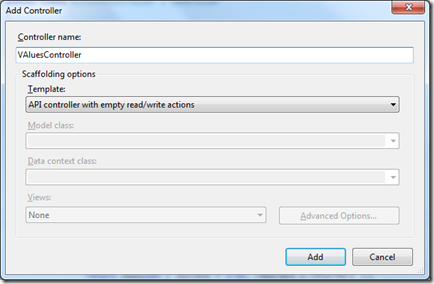 Add Controller
Controller name:
VAluesController
Scaffolding options
Template:
API controller with empty read/write actions
Model class:
Data context class:
Views:
None
Advanced Options...
Add
Cancel